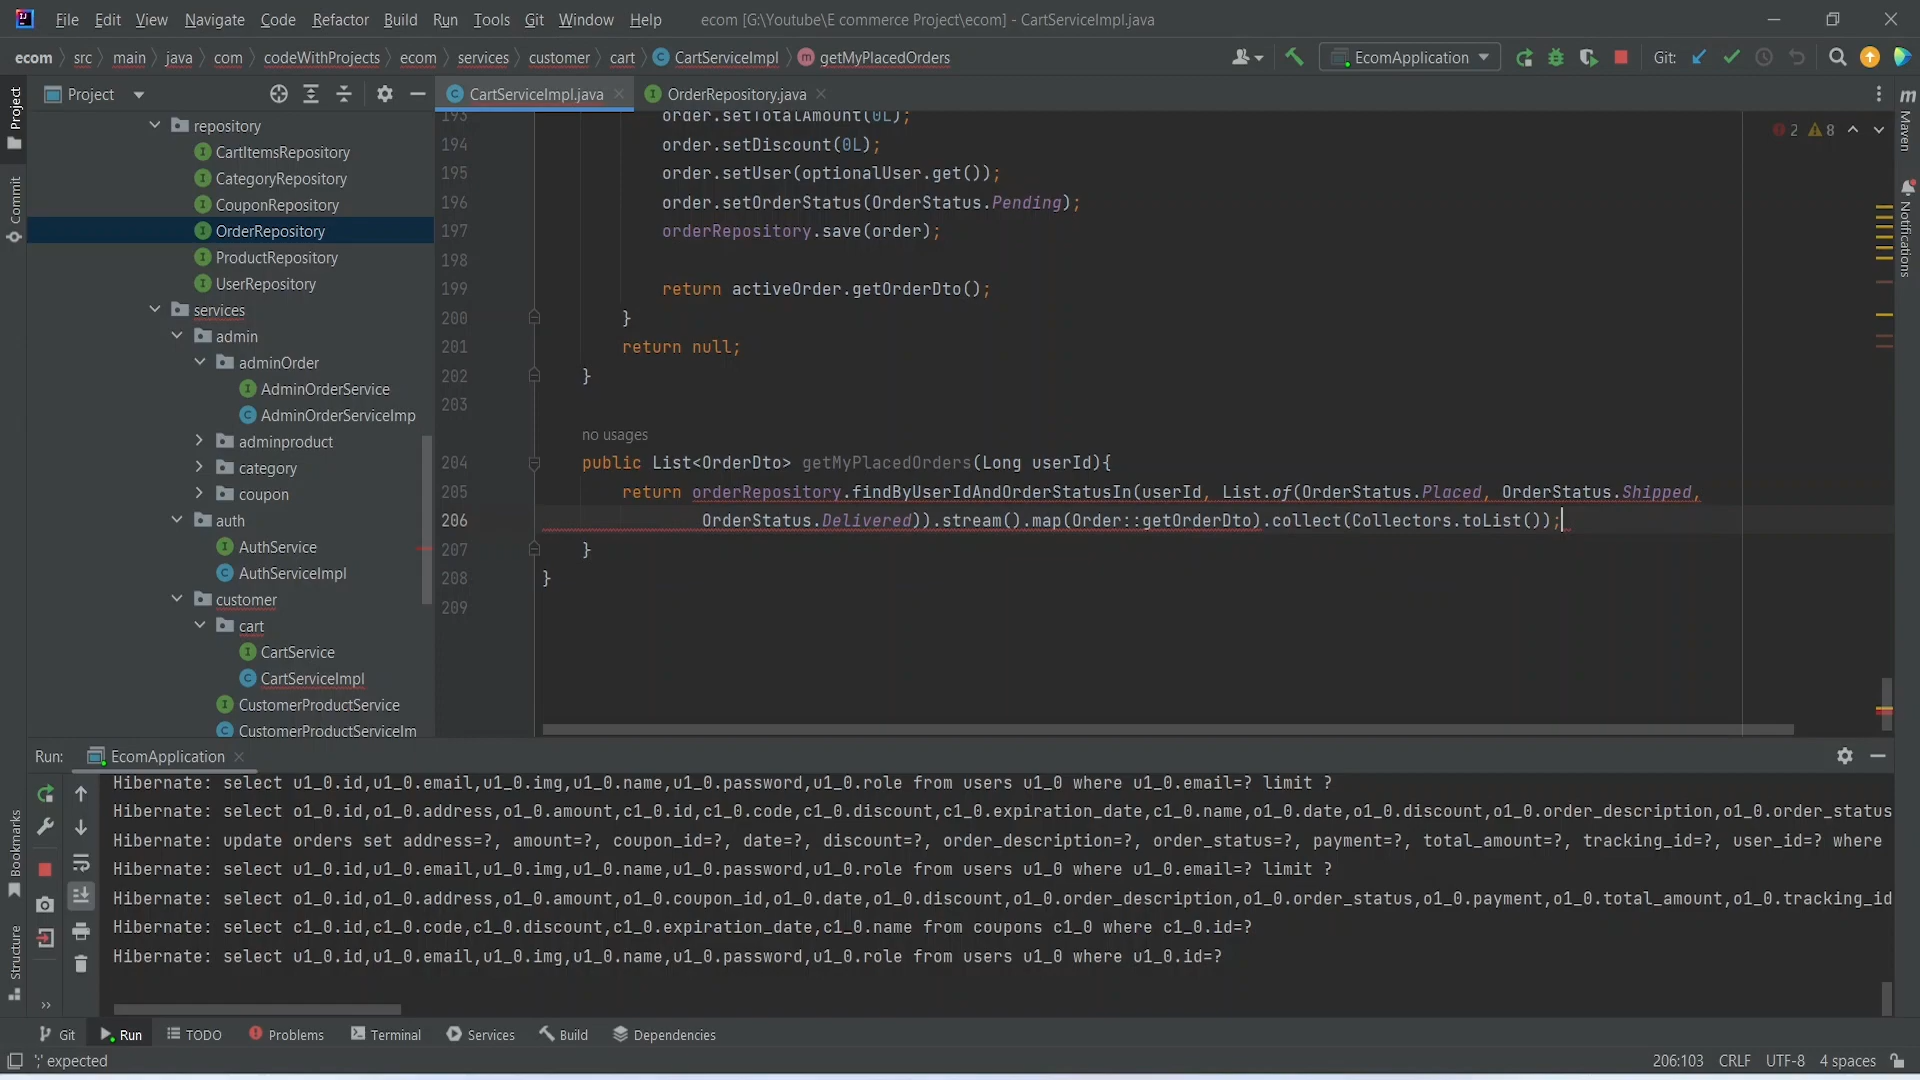 File Edit View Navigate Code Refactor Build Run Tools Git Window Help ecom [G:\Youtube\E commerce Project\ecom] - CartServiceImpl.java
ecom src main java com codeWithProjects ecom services customer cart CartServiceImpl getMyPlacedOrders EcomApplication Git:
Project CartServiceImpl.java OrderRepository.java
repository
CartItemsRepository
CategoryRepository
CouponRepository
OrderRepository
ProductRepository
UserRepository
services
admin
adminOrder
AdminOrderService
AdminOrderServiceImp
adminproduct
category
coupon
auth
AuthService
AuthServiceImpl
customer
cart
CartService
CartServiceImpl
CustomerProductService
CustomerProductServiceIm
2 8
193 order.setTotalAmount(0L);
194 order.setDiscount(0L);
195 order.setUser(optionalUser.get());
196 order.setOrderStatus(OrderStatus.Pending);
197 orderRepository.save(order);
198
199 return activeOrder.getOrderDto();
200 }
201 return null;
202 }
203
no usages
204 public List<OrderDto> getMyPlacedOrders(Long userId){
205 return orderRepository.findByUserIdAndOrderStatusIn(userId, List.of(OrderStatus.Placed, OrderStatus.Shipped,
206 OrderStatus.Delivered)).stream().map(Order::getOrderDto).collect(Collectors.toList());
207 }
208 }
209
Project
Commit
Bookmarks
Structure
Maven
Notifications
Run: EcomApplication
Hibernate: select u1_0.id,u1_0.email,u1_0.img,u1_0.name,u1_0.password,u1_0.role from users u1_0 where u1_0.email=? limit ?
Hibernate: select o1_0.id,o1_0.address,o1_0.amount,c1_0.id,c1_0.code,c1_0.discount,c1_0.expiration_date,c1_0.name,o1_0.date,o1_0.discount,o1_0.order_description,o1_0.order_status
Hibernate: update orders set address=?, amount=?, coupon_id=?, date=?, discount=?, order_description=?, order_status=?, payment=?, total_amount=?, tracking_id=?, user_id=? where
Hibernate: select u1_0.id,u1_0.email,u1_0.img,u1_0.name,u1_0.password,u1_0.role from users u1_0 where u1_0.email=? limit ?
Hibernate: select o1_0.id,o1_0.address,o1_0.amount,o1_0.coupon_id,o1_0.date,o1_0.discount,o1_0.order_description,o1_0.order_status,o1_0.payment,o1_0.total_amount,o1_0.tracking_id
Hibernate: select c1_0.id,c1_0.code,c1_0.discount,c1_0.expiration_date,c1_0.name from coupons c1_0 where c1_0.id=?
Hibernate: select u1_0.id,u1_0.email,u1_0.img,u1_0.name,u1_0.password,u1_0.role from users u1_0 where u1_0.id=?
Git Run TODO Problems Terminal Services Build Dependencies
';' expected 206:103 CRLF UTF-8 4 spaces